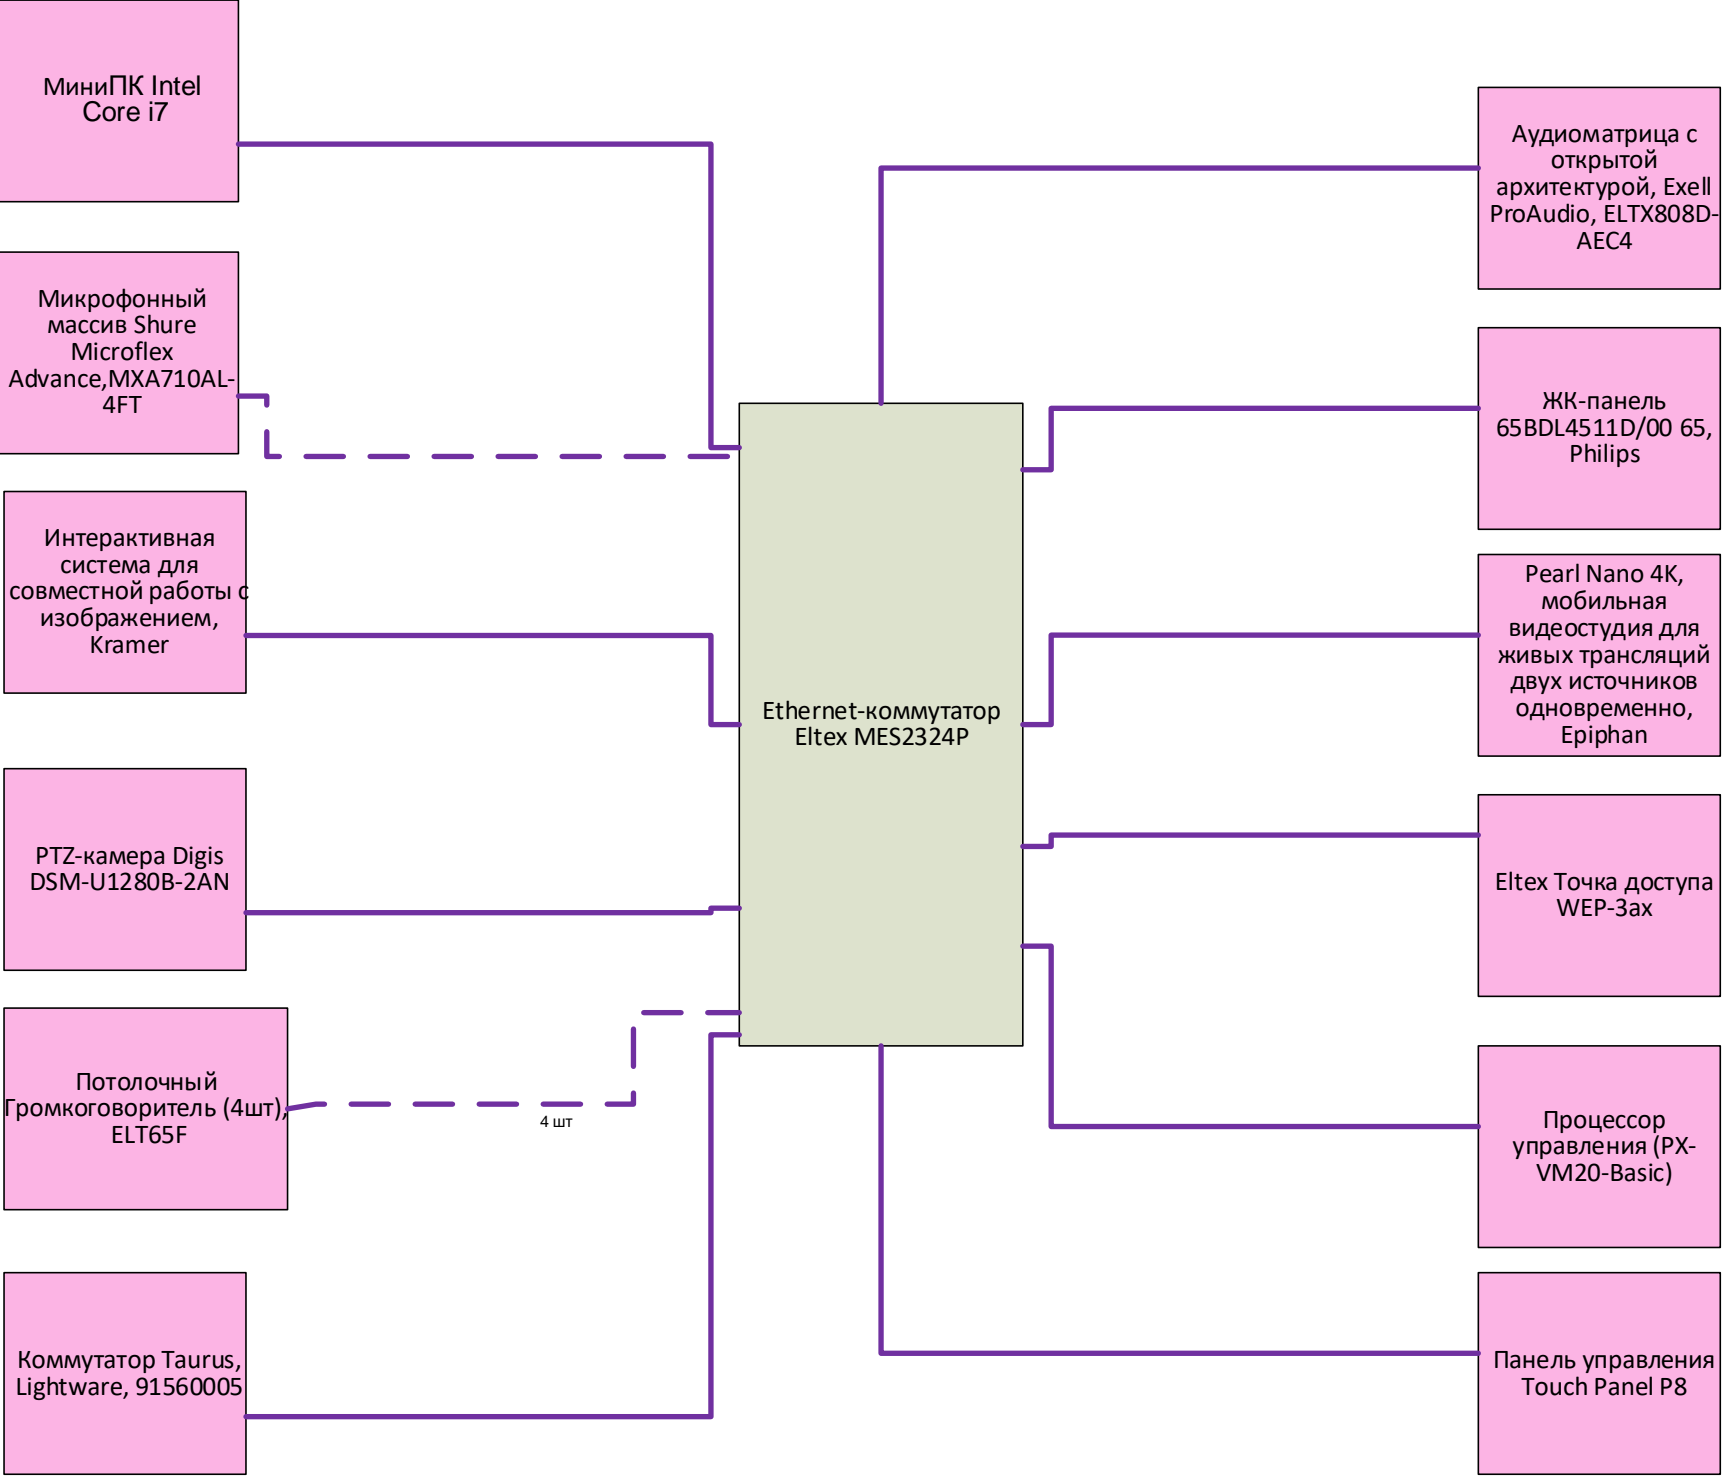 МиниПК Intel
Core i7
Микрофонный
массив Shure
Microflex
Advance,MXA710AL-
4FT
Интерактивная
система для
совместной работы с
изображением,
Kramer
PTZ-камера Digis
DSM-U1280B-2AN
Потолочный
Громкоговоритель (4шт),
ELT65F
4 шт
Коммутатор Taurus,
Lightware, 91560005
Ethernet-коммутатор
Eltex MES2324P
Аудиоматрица с
открытой
архитектурой, Exell
ProAudio, ELTX808D-
AEC4
ЖК-панель
65BDL4511D/00 65,
Philips
Pearl Nano 4K,
мобильная
видеостудия для
живых трансляций
двух источников
одновременно,
Epiphan
Eltex Точка доступа
WEP-3ax
Процессор
управления (PX-
VM20-Basic)
Панель управления
Touch Panel P8